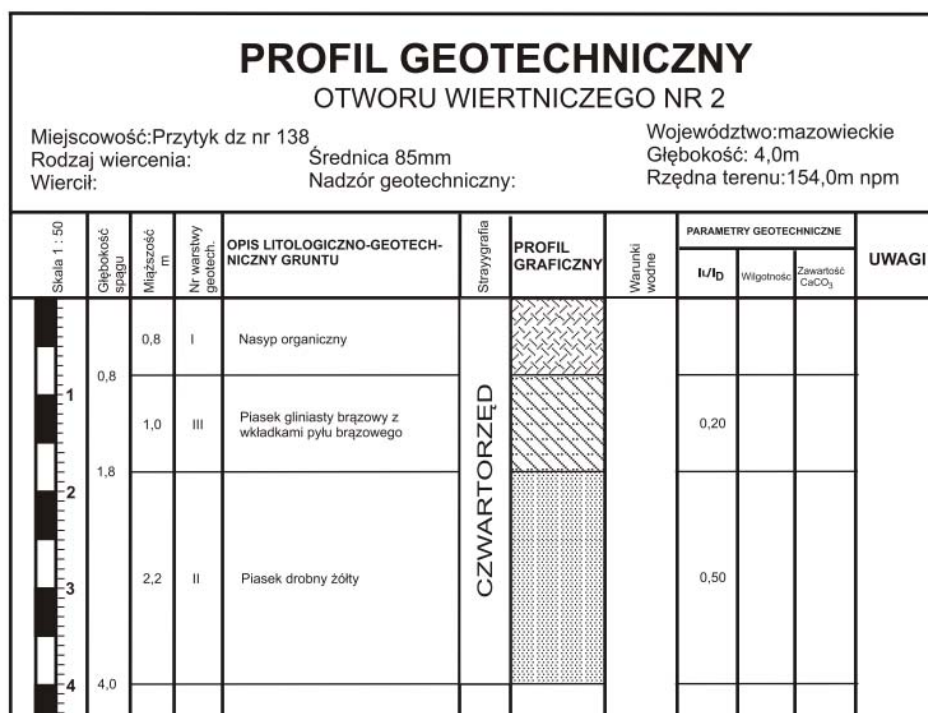 PROFIL GEOTECHNICZNY
OTWORU WIERTNICZEGO NR 2
Miejscowość:Przytyk dz nr 138
Rodzaj wiercenia:
Wiercił:
Średnica 85mm
Nadzór geotechniczny:
Województwo:mazowieckie
Głębokość: 4,0m
Rzędna terenu:154,0m npm
Skala 1 : 50
Głębokość
spągu
Miąższość
m
Nr warstwy
geotech.
OPIS LITOLOGICZNO-GEOTECH-
NICZNY GRUNTU
Strayygrafia
PROFIL
GRAFICZNY
Warunki
wodne
PARAMETRY GEOTECHNICZNE
IL/ID
Wilgotność
Zawartość
CaCO3
UWAGI
0,8
I
Nasyp organiczny
0,8
1
1,0
III
Piasek gliniasty brązowy z
wkładkami pyłu brązowego
0,20
1,8
2
CZWARTORZĘD
2,2
II
Piasek drobny żółty
0,50
3
4
4,0